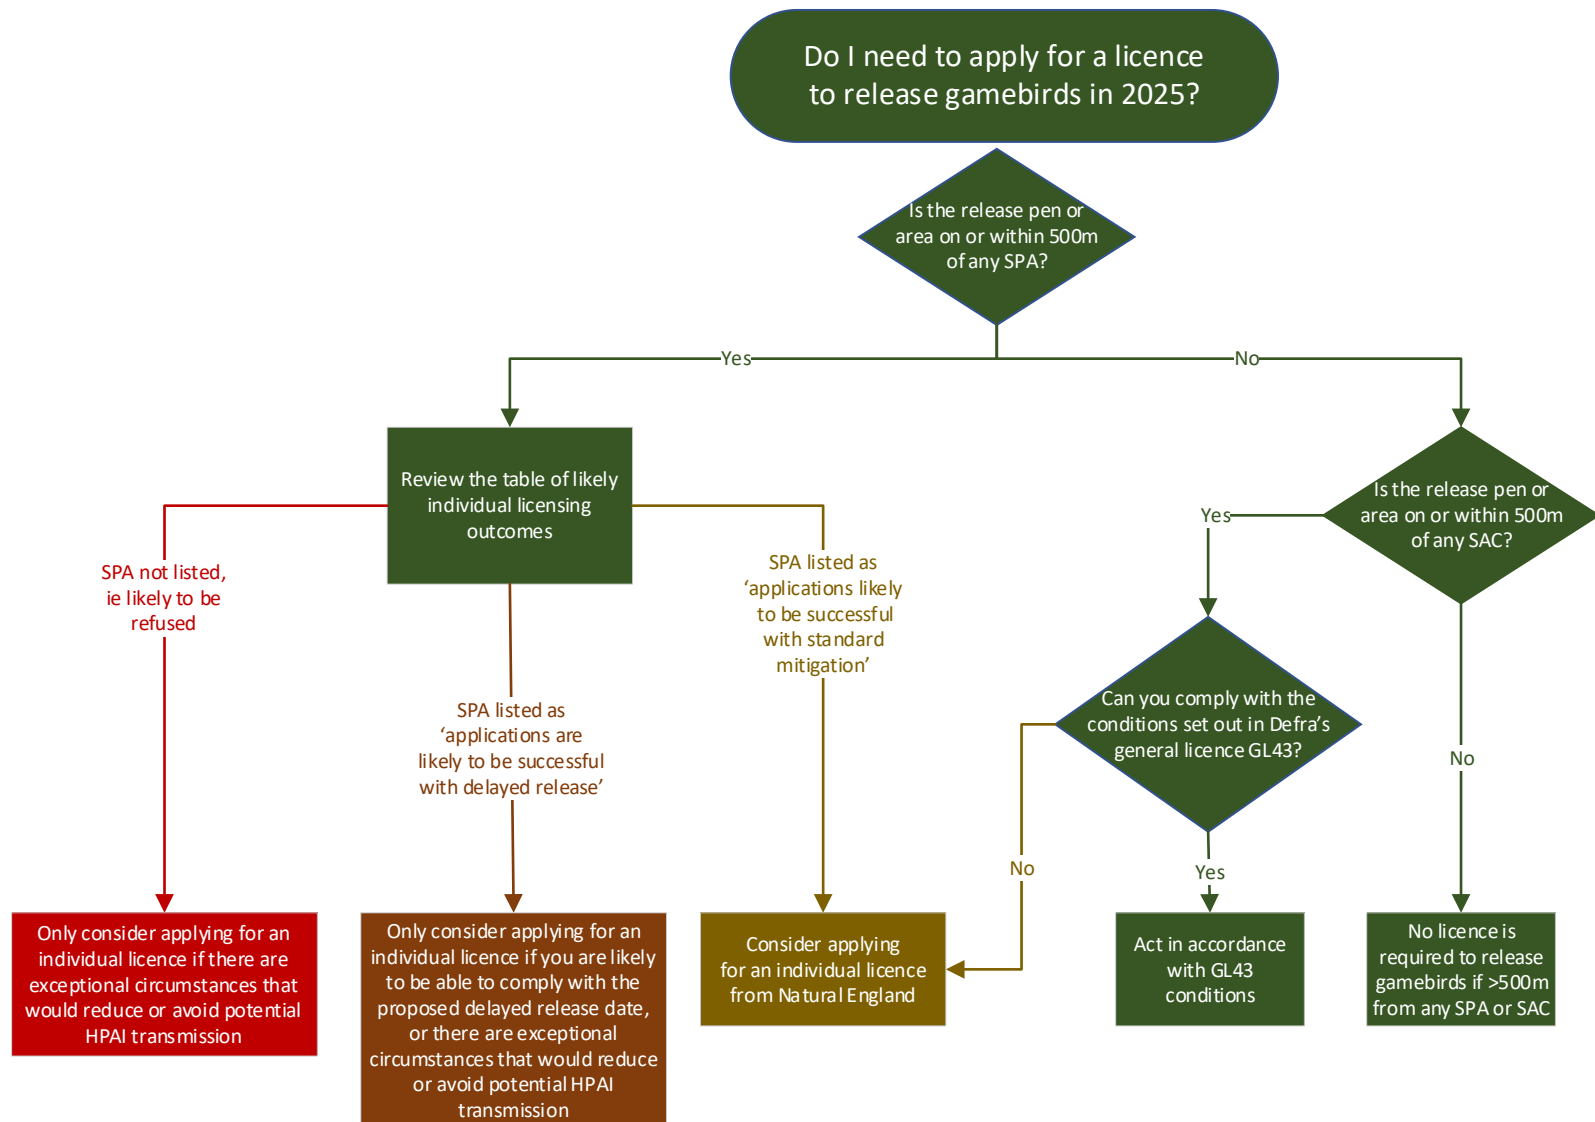 Do I need to apply for a licence
to release gamebirds in 2025?
Is the release pen or
area on or within 500m
of any SPA?
Yes
No
Review the table of likely
individual licensing
outcomes
Is the release pen or
area on or within 500m
of any SAC?
Yes
SPA not listed,
ie likely to be
refused
SPA listed as
‘applications likely
to be successful
with standard
mitigation’
SPA listed as
‘applications are
likely to be successful
with delayed release’
Can you comply with the
conditions set out in Defra’s
general licence GL43?
No
No
Yes
Only consider applying for an
individual licence if there are
exceptional circumstances that
would reduce or avoid potential
HPAI transmission
Only consider applying for an
individual licence if you are likely
to be able to comply with the
proposed delayed release date,
or there are exceptional
circumstances that would reduce
or avoid potential HPAI
transmission
Consider applying
for an individual licence
from Natural England
Act in accordance
with GL43
conditions
No licence is
required to release
gamebirds if >500m
from any SPA or SAC